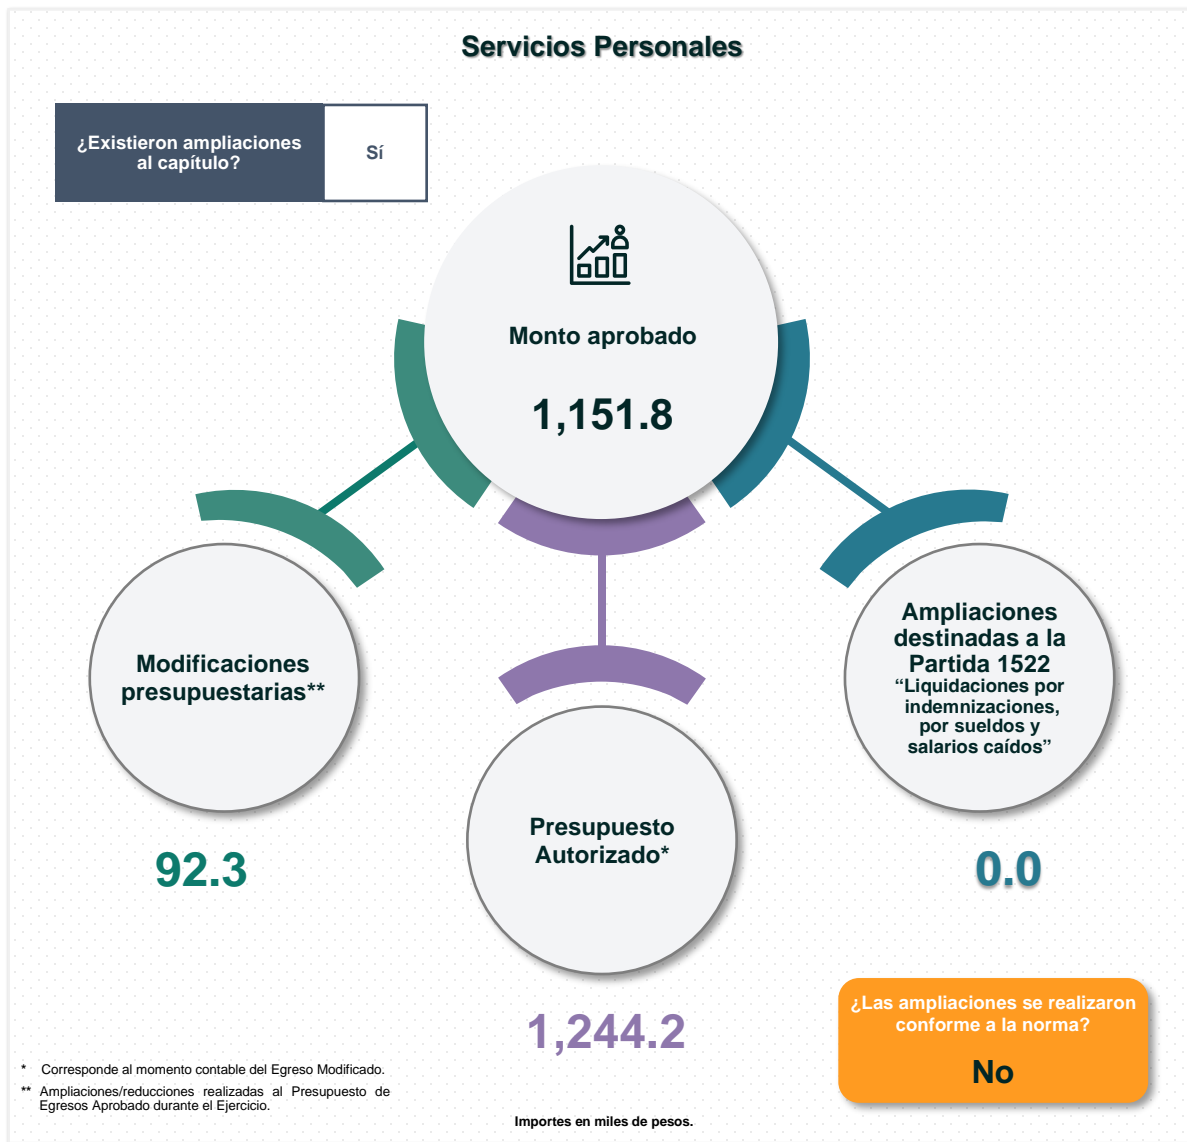 Servicios Personales
¿Existieron ampliaciones
al capítulo?
Sí
Monto aprobado
1,151.8
Modificaciones
presupuestarias**
92.3
Presupuesto
Autorizado*
1,244.2
Ampliaciones
destinadas a la
Partida 1522
“Liquidaciones por
indemnizaciones,
por sueldos y
salarios caídos”
0.0
¿Las ampliaciones se realizaron
conforme a la norma?
No
* Corresponde al momento contable del Egreso Modificado.
** Ampliaciones/reducciones realizadas al Presupuesto de
Egresos Aprobado durante el Ejercicio.
Importes en miles de pesos.